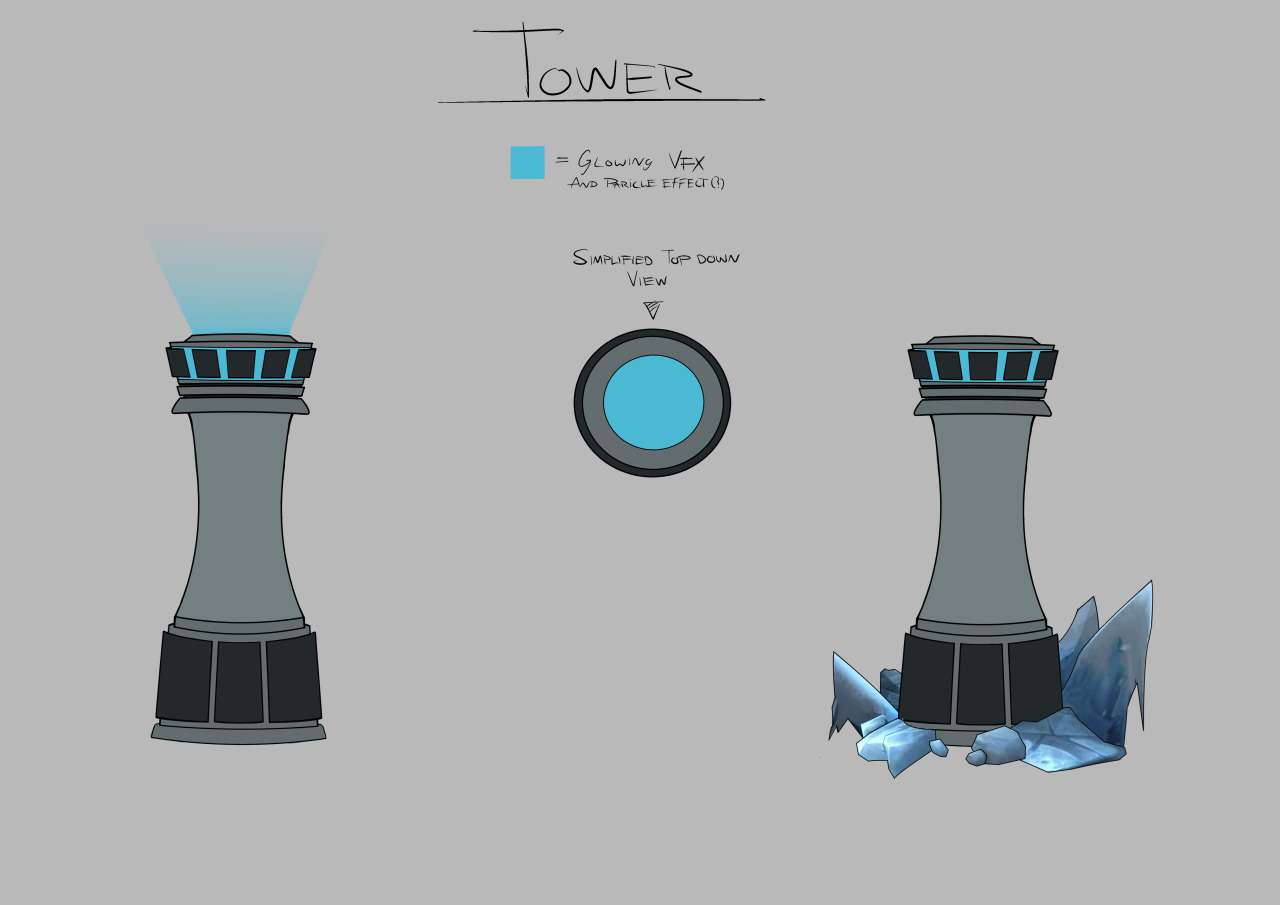 TOWER
= GLOWING VFX
AND PARICLE EFFECT(?)
SIMPLIFIED TOP DOWN
VIEW